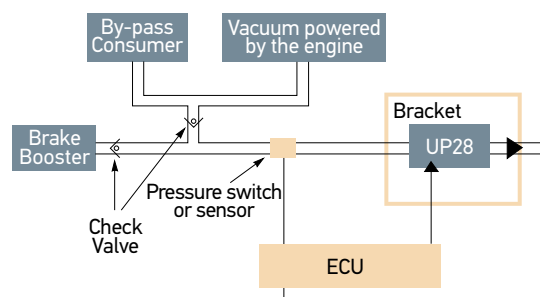 By-pass
Consumer
Vacuum powered
by the engine
Bracket
Brake
Booster
UP28
Pressure switch
or sensor
Check
Valve
ECU